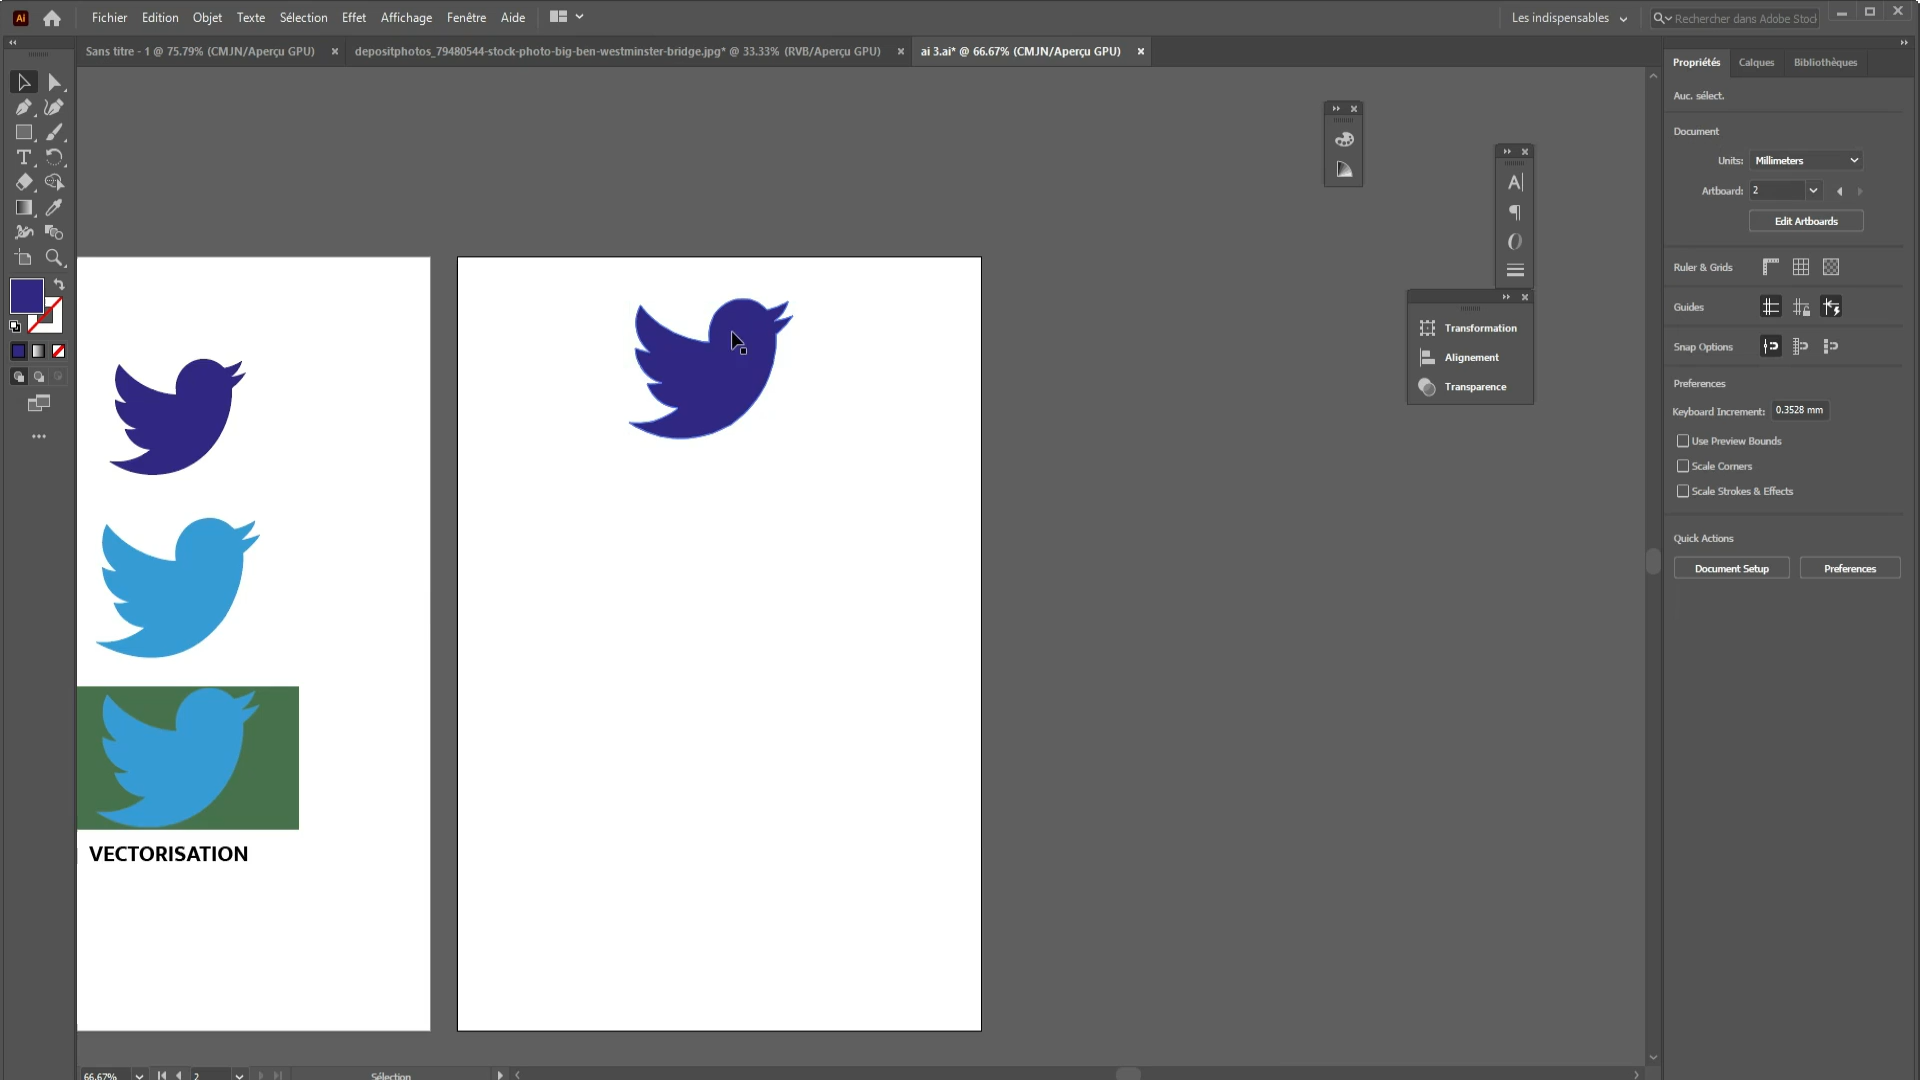 Ai Fichier Edition Objet Texte Sélection Effet Affichage Fenêtre Aide Les indispensables Rechercher dans Adobe Stock
Sans titre - 1 @ 75.79% (CMJN/Aperçu GPU) × depositphotos_79480544-stock-photo-big-ben-westminster-bridge.jpg* @ 33.33% (RVB/Aperçu GPU) × ai 3.ai* @ 66.67% (CMJN/Aperçu GPU) ×
Propriétés Calques Bibliothèques
Auc. sélect.
Document
Units: Millimeters
Artboard: 2
Edit Artboards
Ruler & Grids
Guides
Snap Options
Preferences
Keyboard Increment: 0.3528 mm
Use Preview Bounds
Scale Corners
Scale Strokes & Effects
Quick Actions
Document Setup Preferences
Transformation
Alignement
Transparence
VECTORISATION
66.67% 2 Sélection